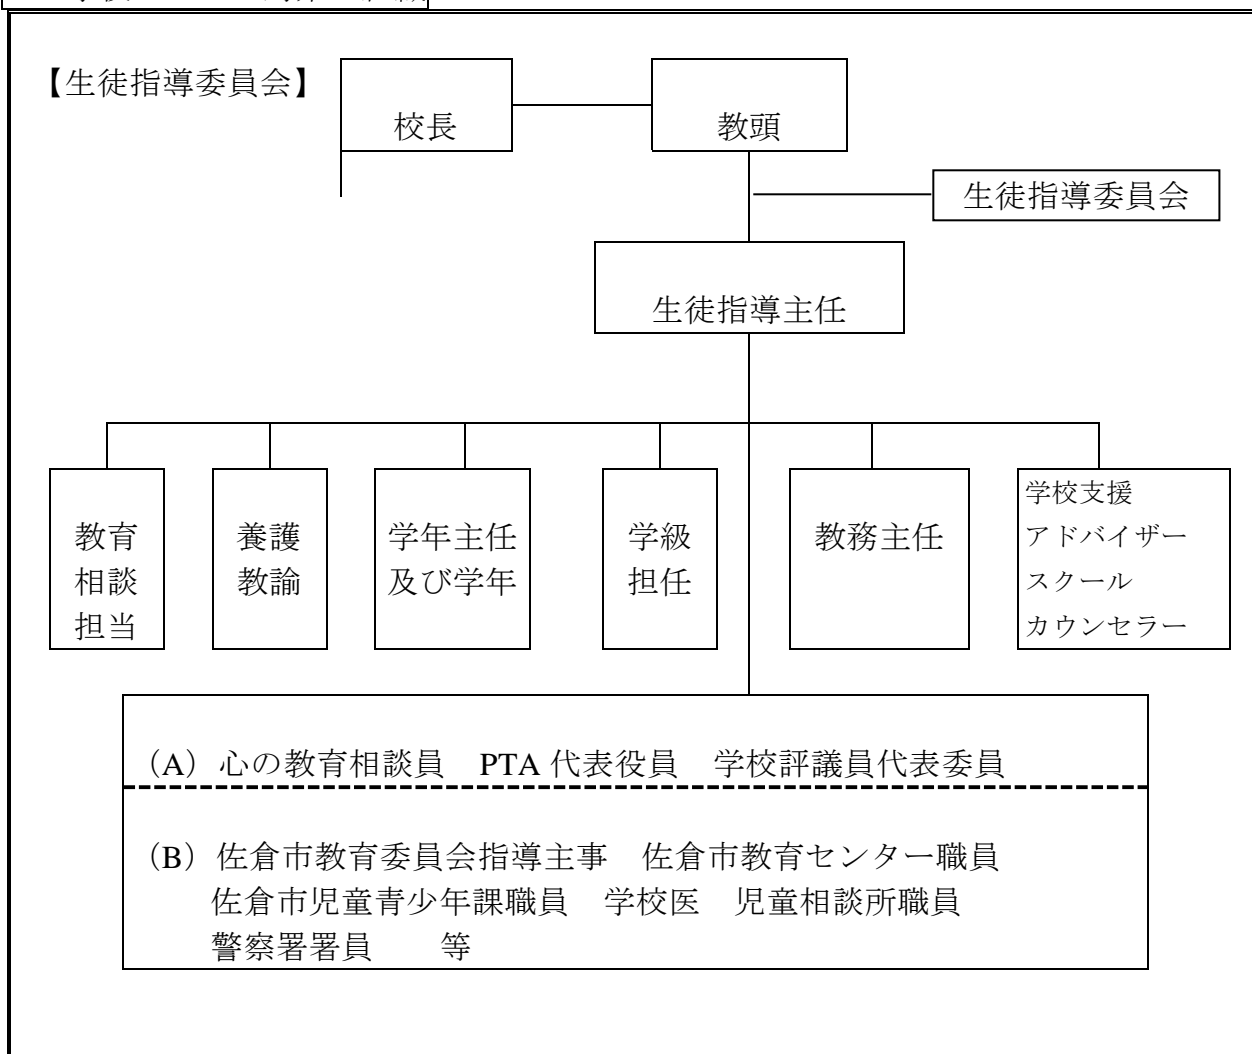 【生徒指導委員会】
校長
教頭
生徒指導委員会
生徒指導主任
教育
相談
担当
養護
教諭
学年主任
及び学年
学級
担任
教務主任
学校支援
アドバイザー
スクール
カウンセラー
（A）心の教育相談員　PTA 代表役員　学校評議員代表委員
（B）佐倉市教育委員会指導主事　佐倉市教育センター職員
佐倉市児童青少年課職員　学校医　児童相談所職員
警察署署員　　等